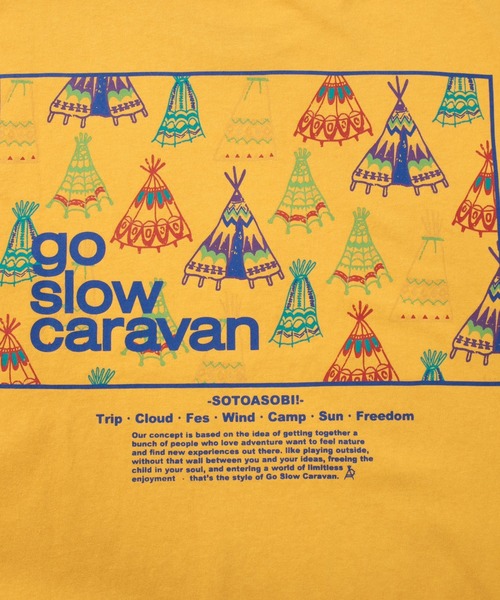 go
slow
caravan
-SOTOASOBI!-
Trip · Cloud · Fes · Wind · Camp · Sun · Freedom
Our concept is based on the idea of getting together a
bunch of people who love adventure want to feel nature
and find new experiences out there. like playing outside,
without that wall between you and your ideas, freeing the
child in your soul, and entering a world of limitless
enjoyment · that's the style of Go Slow Caravan.